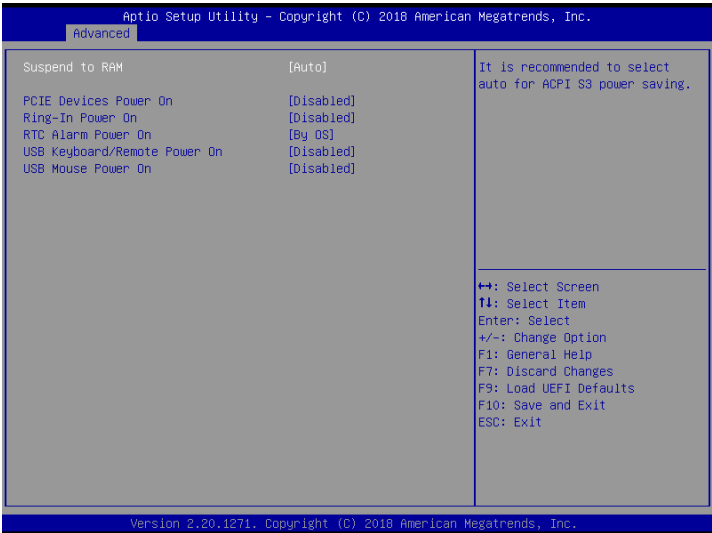 Aptio Setup Utility – Copyright (C) 2018 American Megatrends, Inc.
Advanced
Suspend to RAM [Auto]
PCIE Devices Power On [Disabled]
Ring-In Power On [Disabled]
RTC Alarm Power On [By OS]
USB Keyboard/Remote Power On [Disabled]
USB Mouse Power On [Disabled]
It is recommended to select
auto for ACPI S3 power saving.
↔: Select Screen
↑↓: Select Item
Enter: Select
+/-: Change Option
F1: General Help
F7: Discard Changes
F9: Load UEFI Defaults
F10: Save and Exit
ESC: Exit
Version 2.20.1271. Copyright (C) 2018 American Megatrends, Inc.